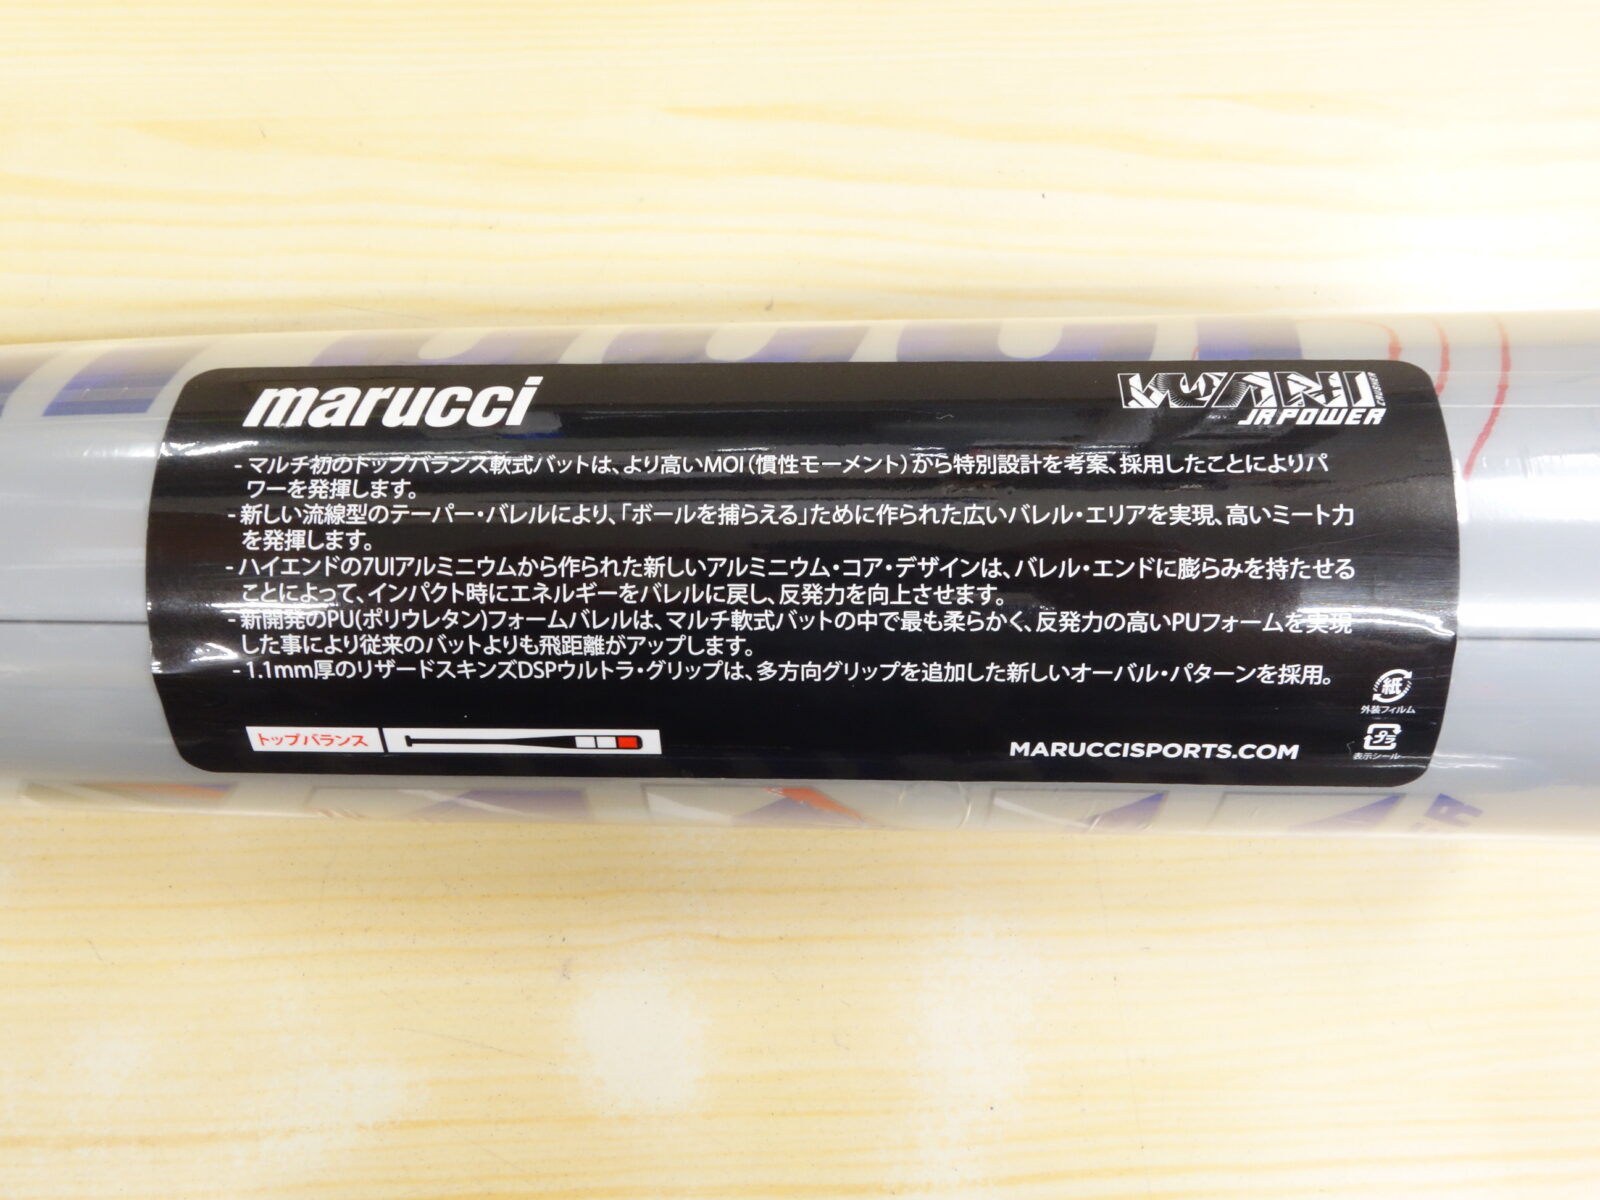 marucci
WANI CRUSHER
JR POWER
- マルチ初のトップバランス軟式バットは、より高いMOI(慣性モーメント)から特別設計を考案、採用したことによりパ
ワーを発揮します。
- 新しい流線型のテーパー・バレルにより、「ボールを捕らえる」ために作られた広いバレル・エリアを実現、高いミート力
を発揮します。
- ハイエンドの7UIアルミニウムから作られた新しいアルミニウム・コア・デザインは、バレル・エンドに膨らみを持たせる
ことによって、インパクト時にエネルギーをバレルに戻し、反発力を向上させます。
- 新開発のPU(ポリウレタン)フォームバレルは、マルチ軟式バットの中で最も柔らかく、反発力の高いPUフォームを実現
した事により従来のバットよりも飛距離がアップします。
- 1.1mm厚のリザードスキンズDSPウルトラ・グリップは、多方向グリップを追加した新しいオーバル・パターンを採用。
紙
外装フィルム
トップバランス
MARUCCISPORTS.COM
プラ
表示シール